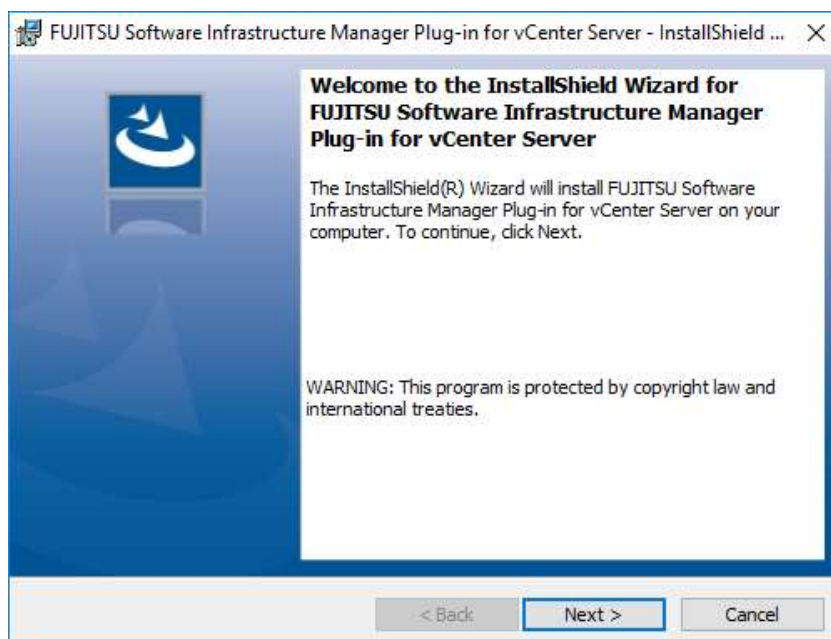 FUJITSU Software Infrastructure Manager Plug-in for vCenter Server - InstallShield ...
Welcome to the InstallShield Wizard for
FUJITSU Software Infrastructure Manager
Plug-in for vCenter Server
The InstallShield(R) Wizard will install FUJITSU Software
Infrastructure Manager Plug-in for vCenter Server on your
computer. To continue, click Next.
WARNING: This program is protected by copyright law and
international treaties.
< Back
Next >
Cancel